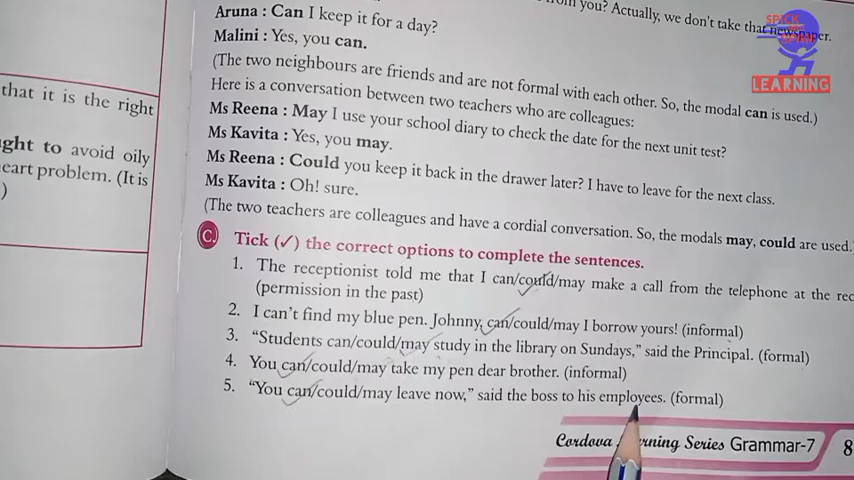 from you? Actually, we don't take that newspaper.
Aruna : Can I keep it for a day?
Malini : Yes, you can.
(The two neighbours are friends and are not formal with each other. So, the modal can is used.)
Here is a conversation between two teachers who are colleagues:
Ms Reena : May I use your school diary to check the date for the next unit test?
Ms Kavita : Yes, you may.
Ms Reena : Could you keep it back in the drawer later? I have to leave for the next class.
Ms Kavita : Oh! sure.
(The two teachers are colleagues and have a cordial conversation. So, the modals may, could are used.
C. Tick (✓) the correct options to complete the sentences.
1. The receptionist told me that I can/could/may make a call from the telephone at the rec
(permission in the past)
2. I can't find my blue pen. Johnny, can/could/may I borrow yours! (informal)
3. "Students can/could/may study in the library on Sundays," said the Principal. (formal)
4. You can/could/may take my pen dear brother. (informal)
5. "You can/could/may leave now," said the boss to his employees. (formal)
Cordova Learning Series Grammar-7 8
that it is the right
ght to avoid oily
eart problem. (It is
)
LEARNING